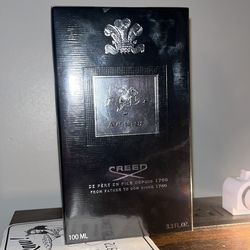 CREED
DE PÈRE EN FILS DEPUIS 1760
FROM FATHER TO SON SINCE 1760
100 ML
3.3 FL.OZ